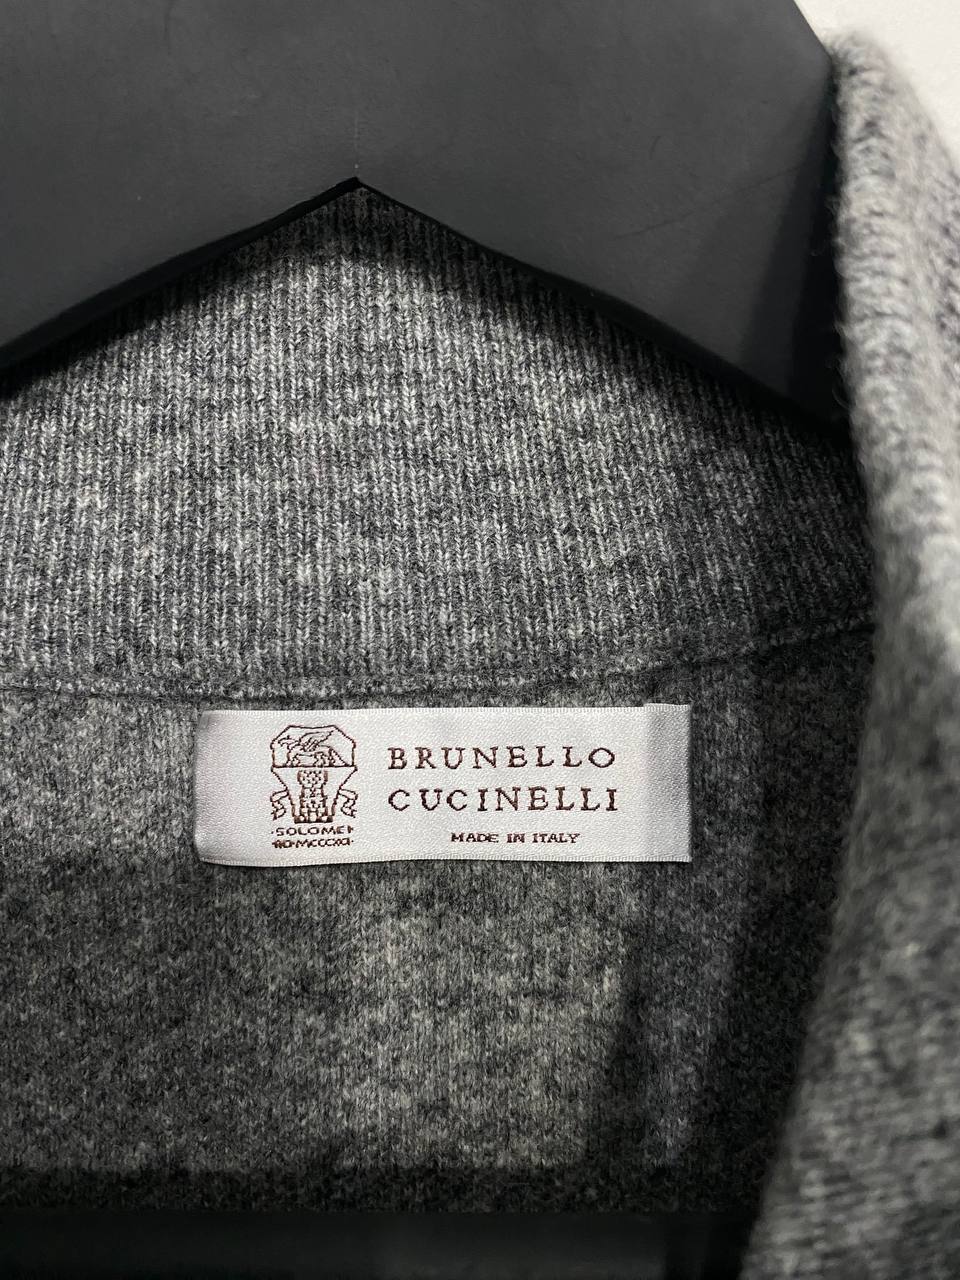 BRUNELLO
CUCINELLI
MADE IN ITALY
·SOLOMEI·